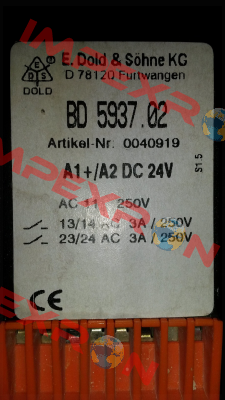 E. Dold & Söhne KG
D 78120 Furtwangen
DOLD
BD 5937.02
Artikel-Nr. 0040919
A1+/A2 DC 24V
S1.5
AC 11 250V
13/14 AC 3A / 250V
23/24 AC 3A / 250V
CE
IMPEXRON